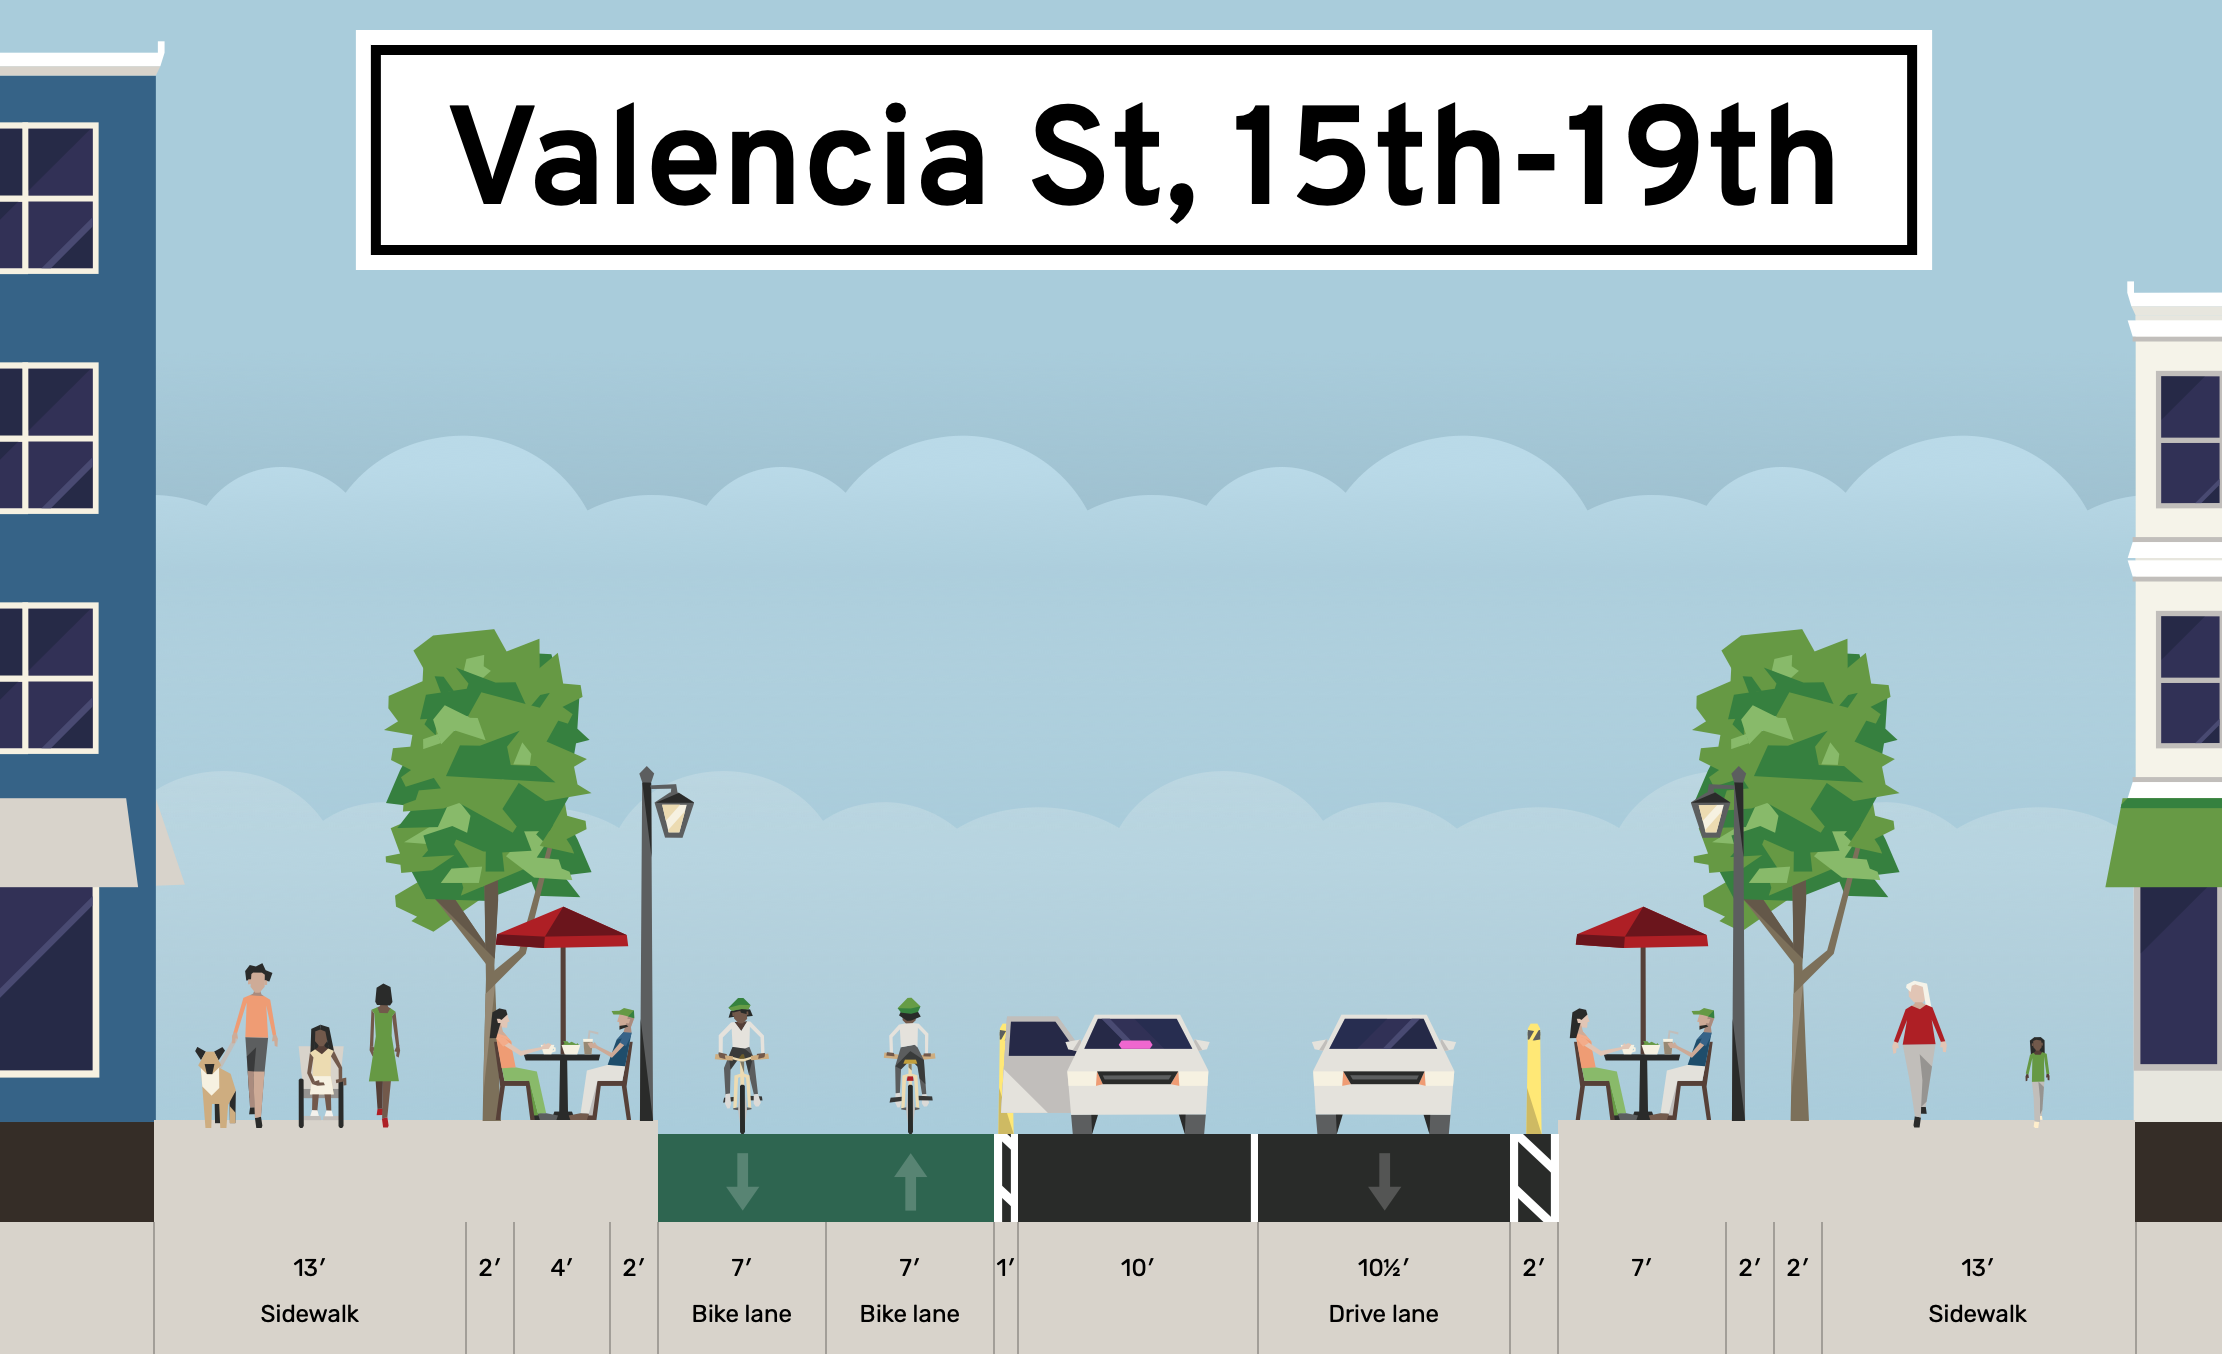 Valencia St, 15th-19th
13′ 2′ 4′ 2′ 7′ 7′ 1′ 10′ 10½′ 2′ 7′ 2′ 2′ 13′
Sidewalk Bike lane Bike lane Drive lane Sidewalk